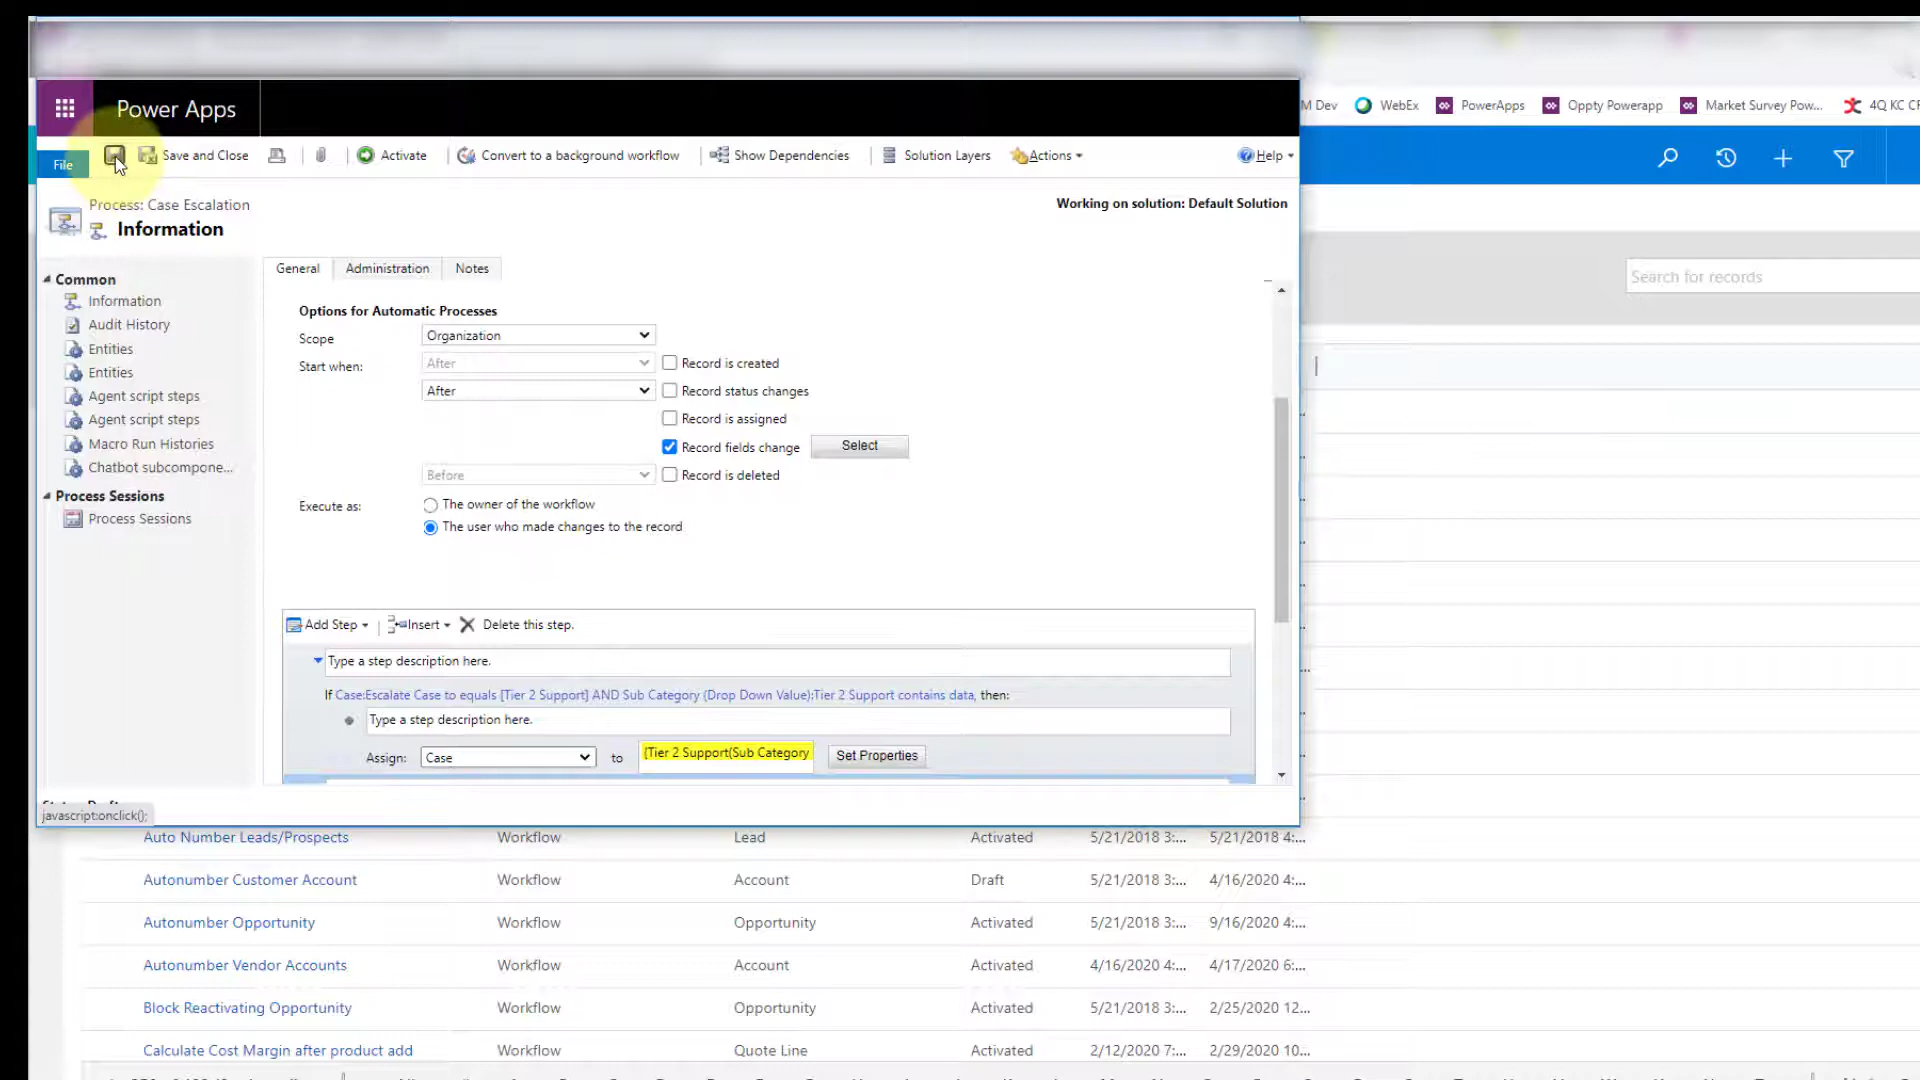 Power Apps
M Dev WebEx PowerApps Oppty Powerapp Market Survey Pow... 4Q KC CF
File Save and Close Activate Convert to a background workflow Show Dependencies Solution Layers Actions Help
Process: Case Escalation
Information
Working on solution: Default Solution
Common
Information
Audit History
Entities
Entities
Agent script steps
Agent script steps
Macro Run Histories
Chatbot subcompone...
Process Sessions
Process Sessions
General Administration Notes
Options for Automatic Processes
Scope Organization
Start when: After Record is created
After Record status changes
Record is assigned
Record fields change Select
Before Record is deleted
Execute as: The owner of the workflow
The user who made changes to the record
Add Step Insert Delete this step.
Type a step description here.
If Case:Escalate Case to equals [Tier 2 Support] AND Sub Category (Drop Down Value):Tier 2 Support contains data, then:
Type a step description here.
Assign: Case to {Tier 2 Support(Sub Category Set Properties
javascript:onclick();
Search for records
Auto Number Leads/Prospects Workflow Lead Activated 5/21/2018 3:... 5/21/2018 4:...
Autonumber Customer Account Workflow Account Draft 5/21/2018 3:... 4/16/2020 4:...
Autonumber Opportunity Workflow Opportunity Activated 5/21/2018 3:... 9/16/2020 4:...
Autonumber Vendor Accounts Workflow Account Activated 4/16/2020 4:... 4/17/2020 6:...
Block Reactivating Opportunity Workflow Opportunity Activated 5/21/2018 3:... 2/25/2020 12...
Calculate Cost Margin after product add Workflow Quote Line Activated 2/12/2020 7:... 2/29/2020 10...